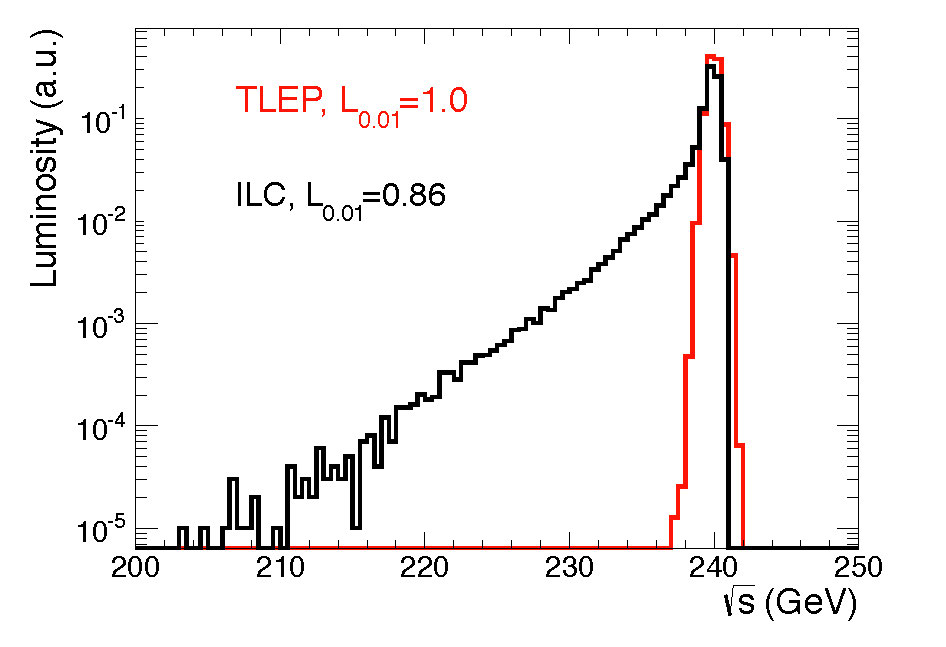 Luminosity (a.u.)
10-1
10-2
10-3
10-4
10-5
TLEP, L0.01=1.0
ILC, L0.01=0.86
200 210 220 230 240 250
√s (GeV)